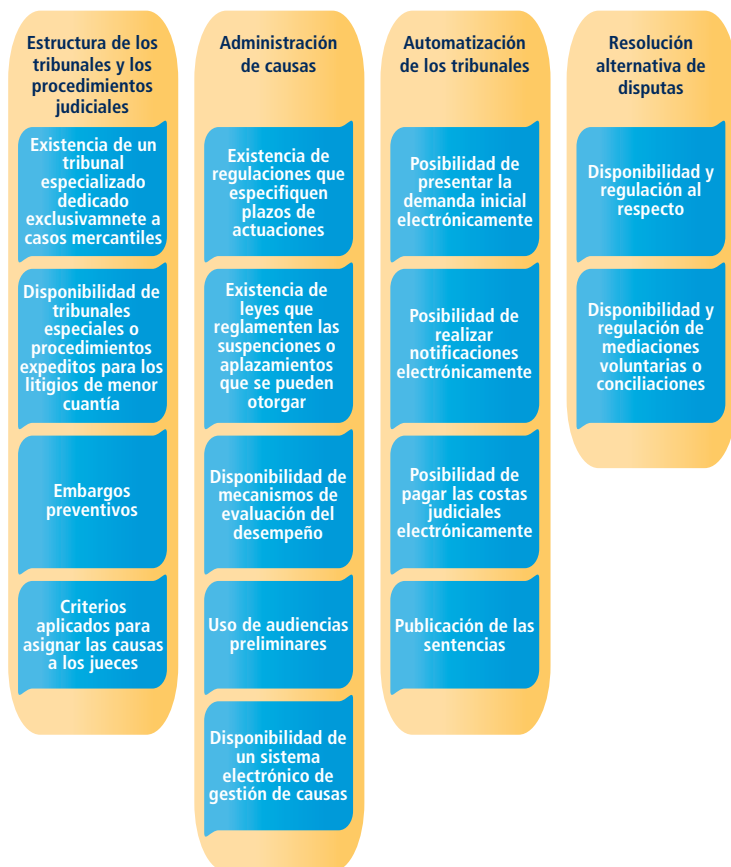 Estructura de los
tribunales y los
procedimientos
judiciales
Existencia de un
tribunal
especializado
dedicado
exclusivamnete a
casos mercantiles
Disponibilidad de
tribunales
especiales o
procedimientos
expeditos para los
litigios de menor
cuantía
Embargos
preventivos
Criterios
aplicados para
asignar las causas
a los jueces
Administración
de causas
Existencia de
regulaciones que
especifiquen
plazos de
actuaciones
Existencia de
leyes que
reglamenten las
suspenciones o
aplazamientos
que se pueden
otorgar
Disponibilidad de
mecanismos de
evaluación del
desempeño
Uso de audiencias
preliminares
Disponibilidad de
un sistema
electrónico de
gestión de causas
Automatización
de los tribunales
Posibilidad de
presentar la
demanda inicial
electrónicamente
Posibilidad de
realizar
notificaciones
electrónicamente
Posibilidad de
pagar las costas
judiciales
electrónicamente
Publicación de las
sentencias
Resolución
alternativa de
disputas
Disponibilidad y
regulación al
respecto
Disponibilidad y
regulación de
mediaciones
voluntarias o
conciliaciones